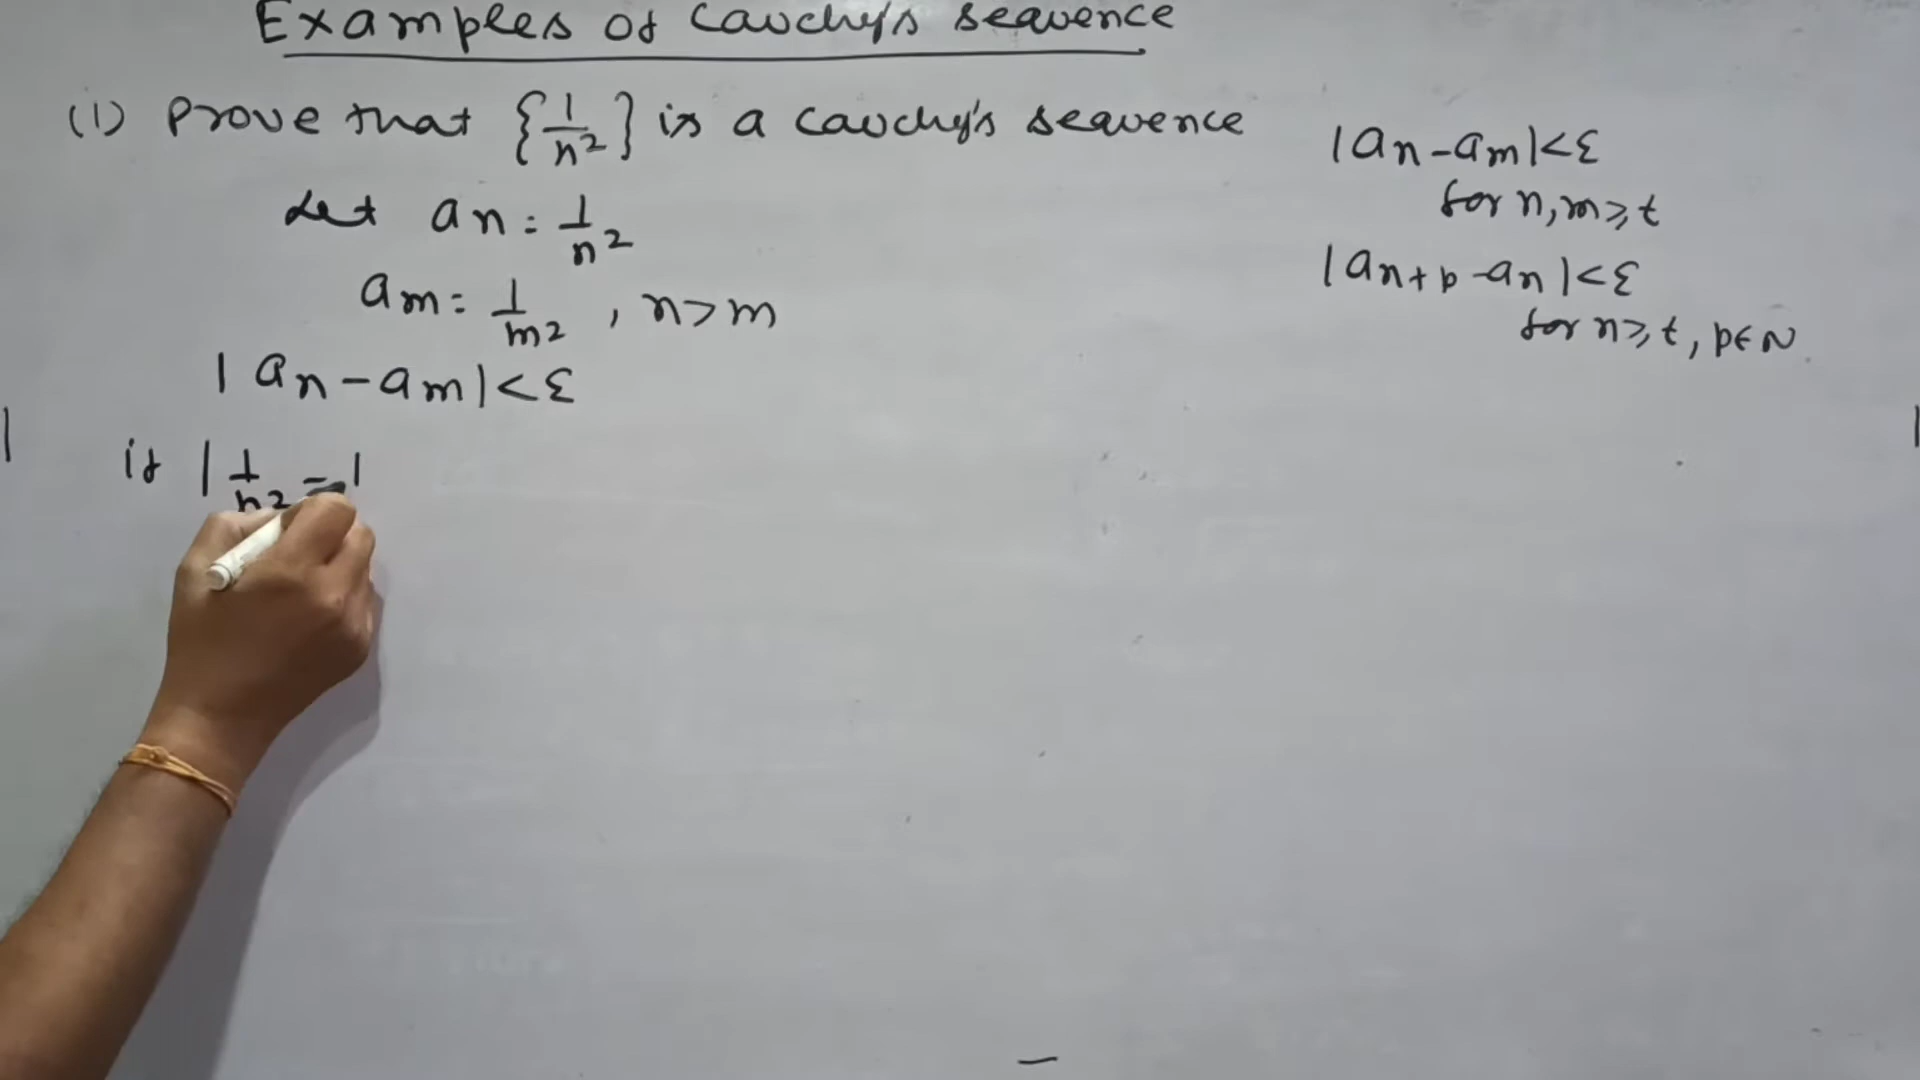 Examples of Cauchy's sequence
(1) Prove that {1/n²} is a Cauchy's sequence
Let an = 1/n²
am = 1/m² , n>m
|an-am|<ε
if |1/n² - 1
|an-am|<ε
for n,m≥t
|an+p-an|<ε
for n≥t, p∈N